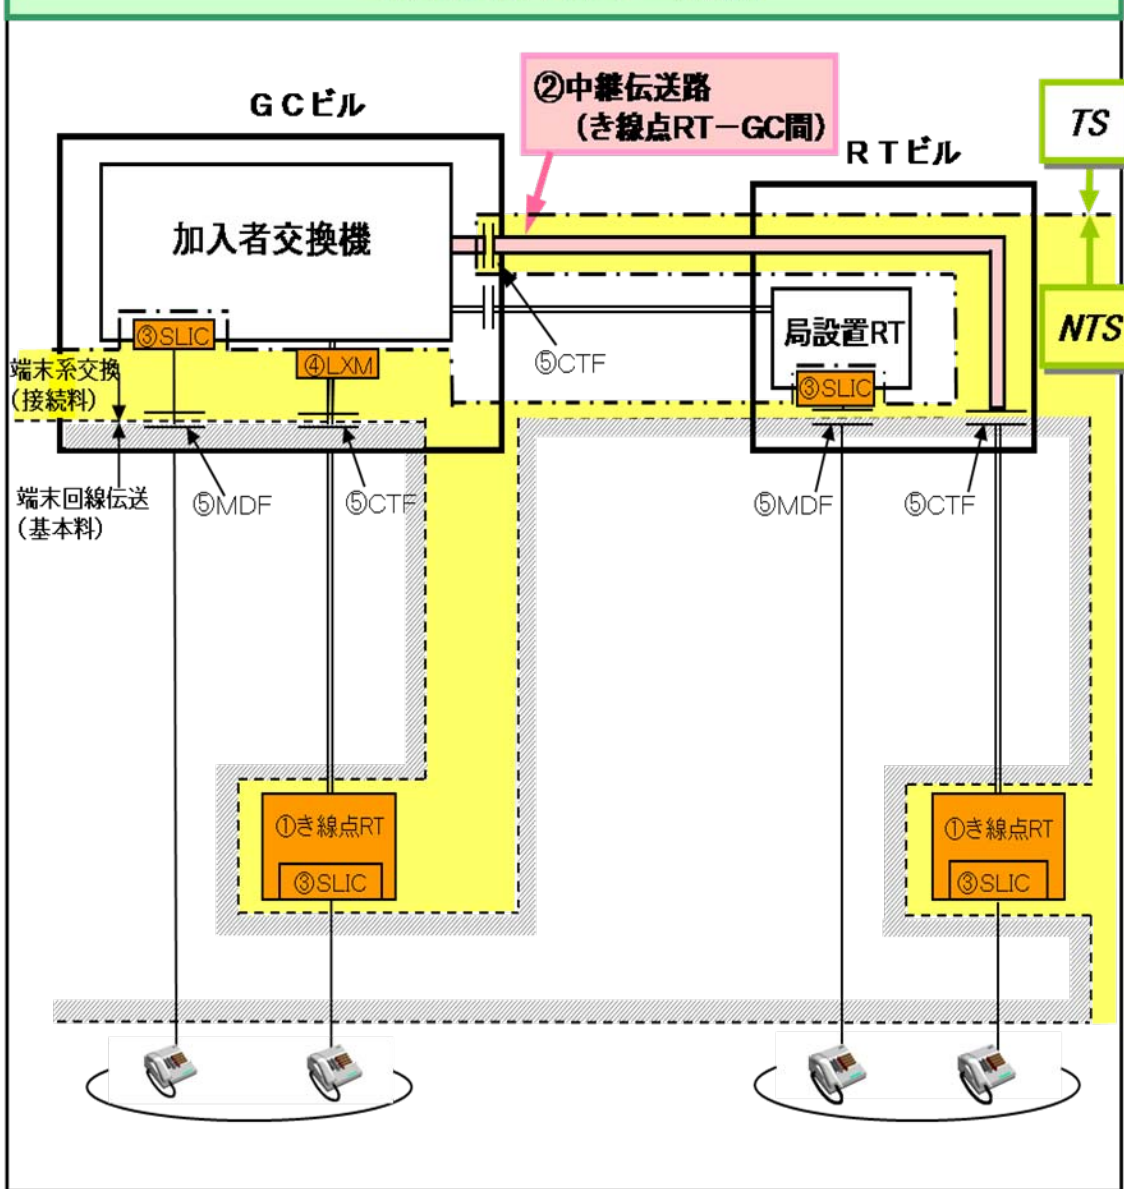 ②中継伝送路
(き線点RT－GC間)
GCビル
RTビル
TS
加入者交換機
③SLIC
④LXM
⑤CTF
局設置RT
③SLIC
NTS
端末系交換
(接続料)
端末回線伝送
(基本料)
⑤MDF
⑤CTF
⑤MDF
⑤CTF
①き線点RT
③SLIC
①き線点RT
③SLIC